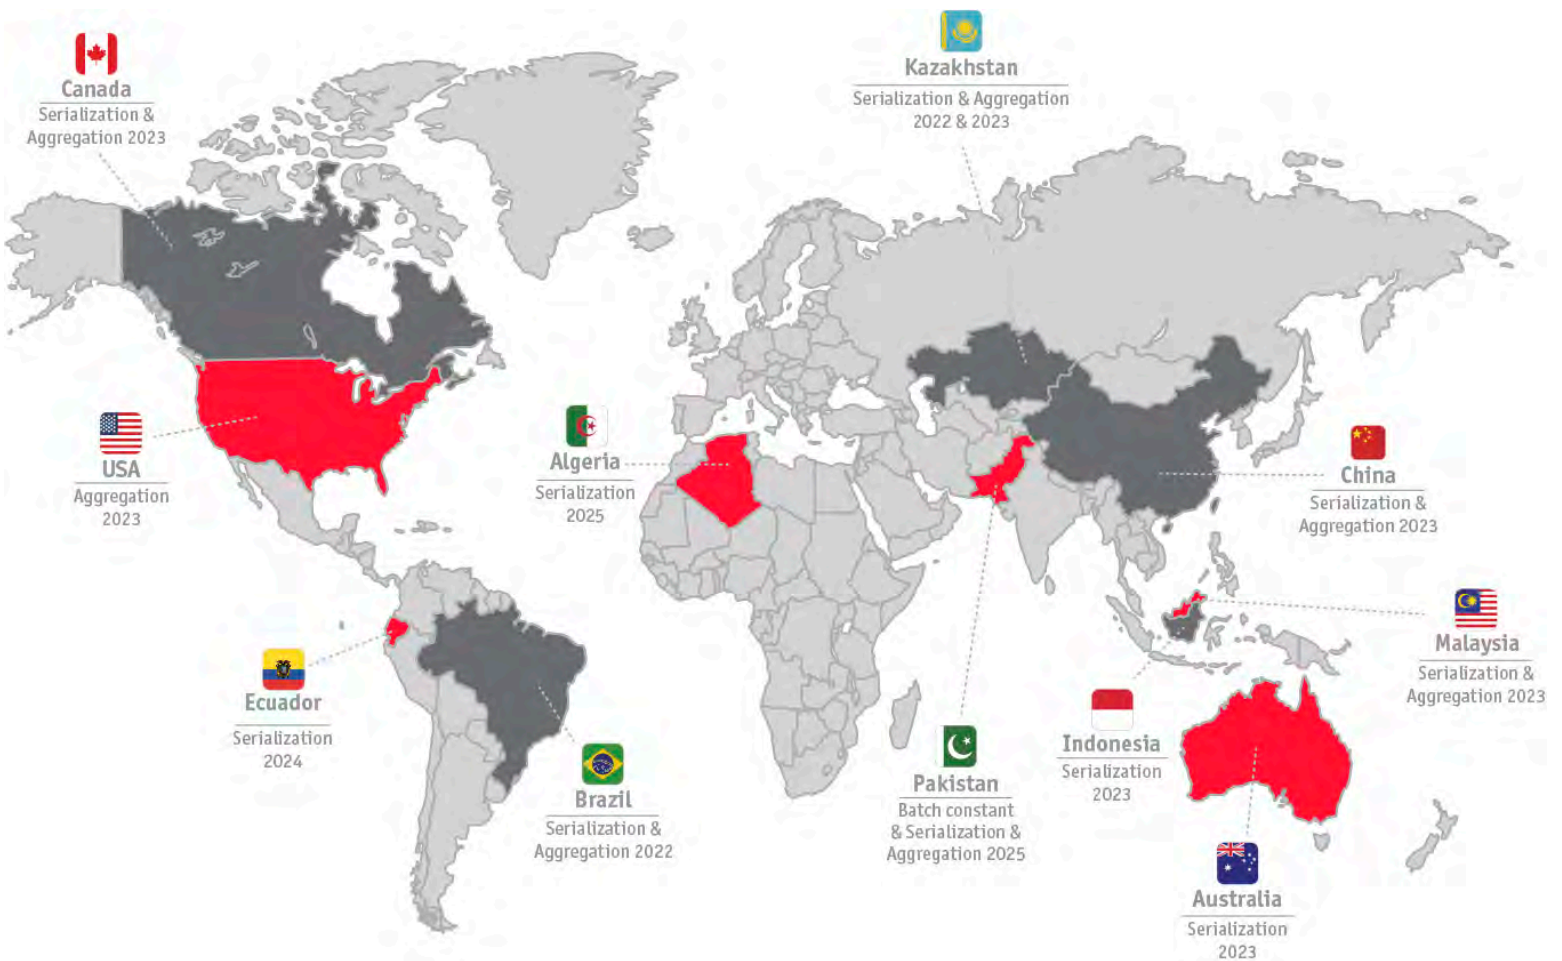 Canada
Serialization &
Aggregation 2023
Kazakhstan
Serialization & Aggregation
2022 & 2023
USA
Aggregation
2023
Algeria
Serialization
2025
China
Serialization &
Aggregation 2023
Malaysia
Serialization &
Aggregation 2023
Ecuador
Serialization
2024
Brazil
Serialization &
Aggregation 2022
Pakistan
Batch constant
& Serialization &
Aggregation 2025
Indonesia
Serialization
2023
Australia
Serialization
2023